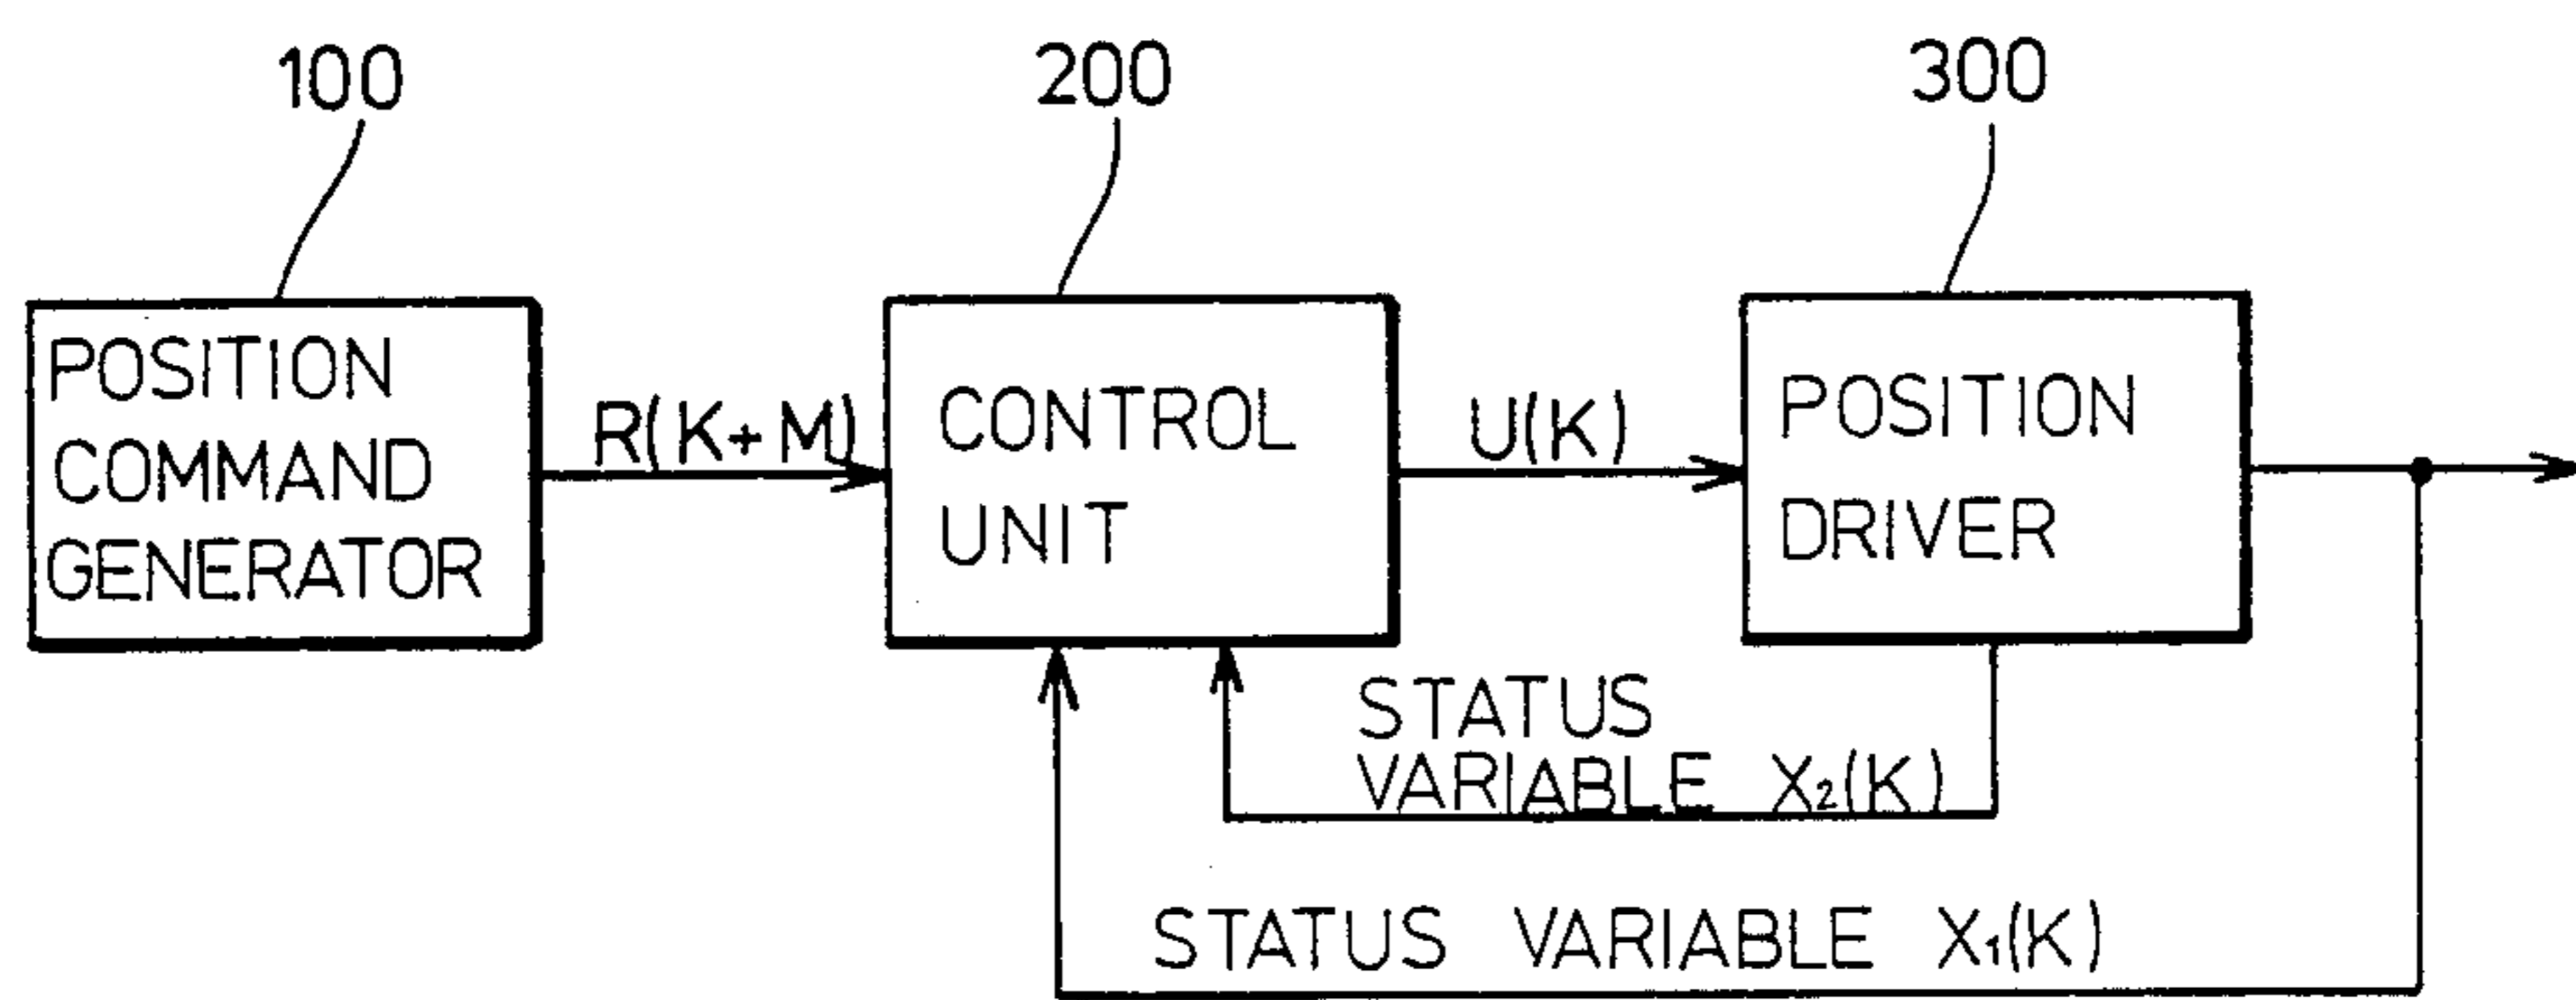 100
200
300
POSITION
COMMAND
GENERATOR
R(K+M)
CONTROL
UNIT
U(K)
POSITION
DRIVER
STATUS
VARIABLE X₂(K)
STATUS VARIABLE X₁(K)